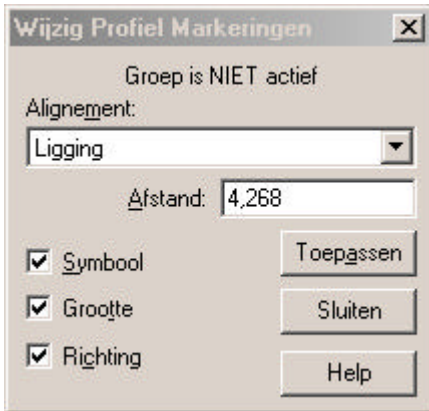 Wijzig Profiel Markeringen
Groep is NIET actief
Alignement:
Ligging
Afstand: 4,268
Symbool
Toepassen
Grootte
Sluiten
Richting
Help